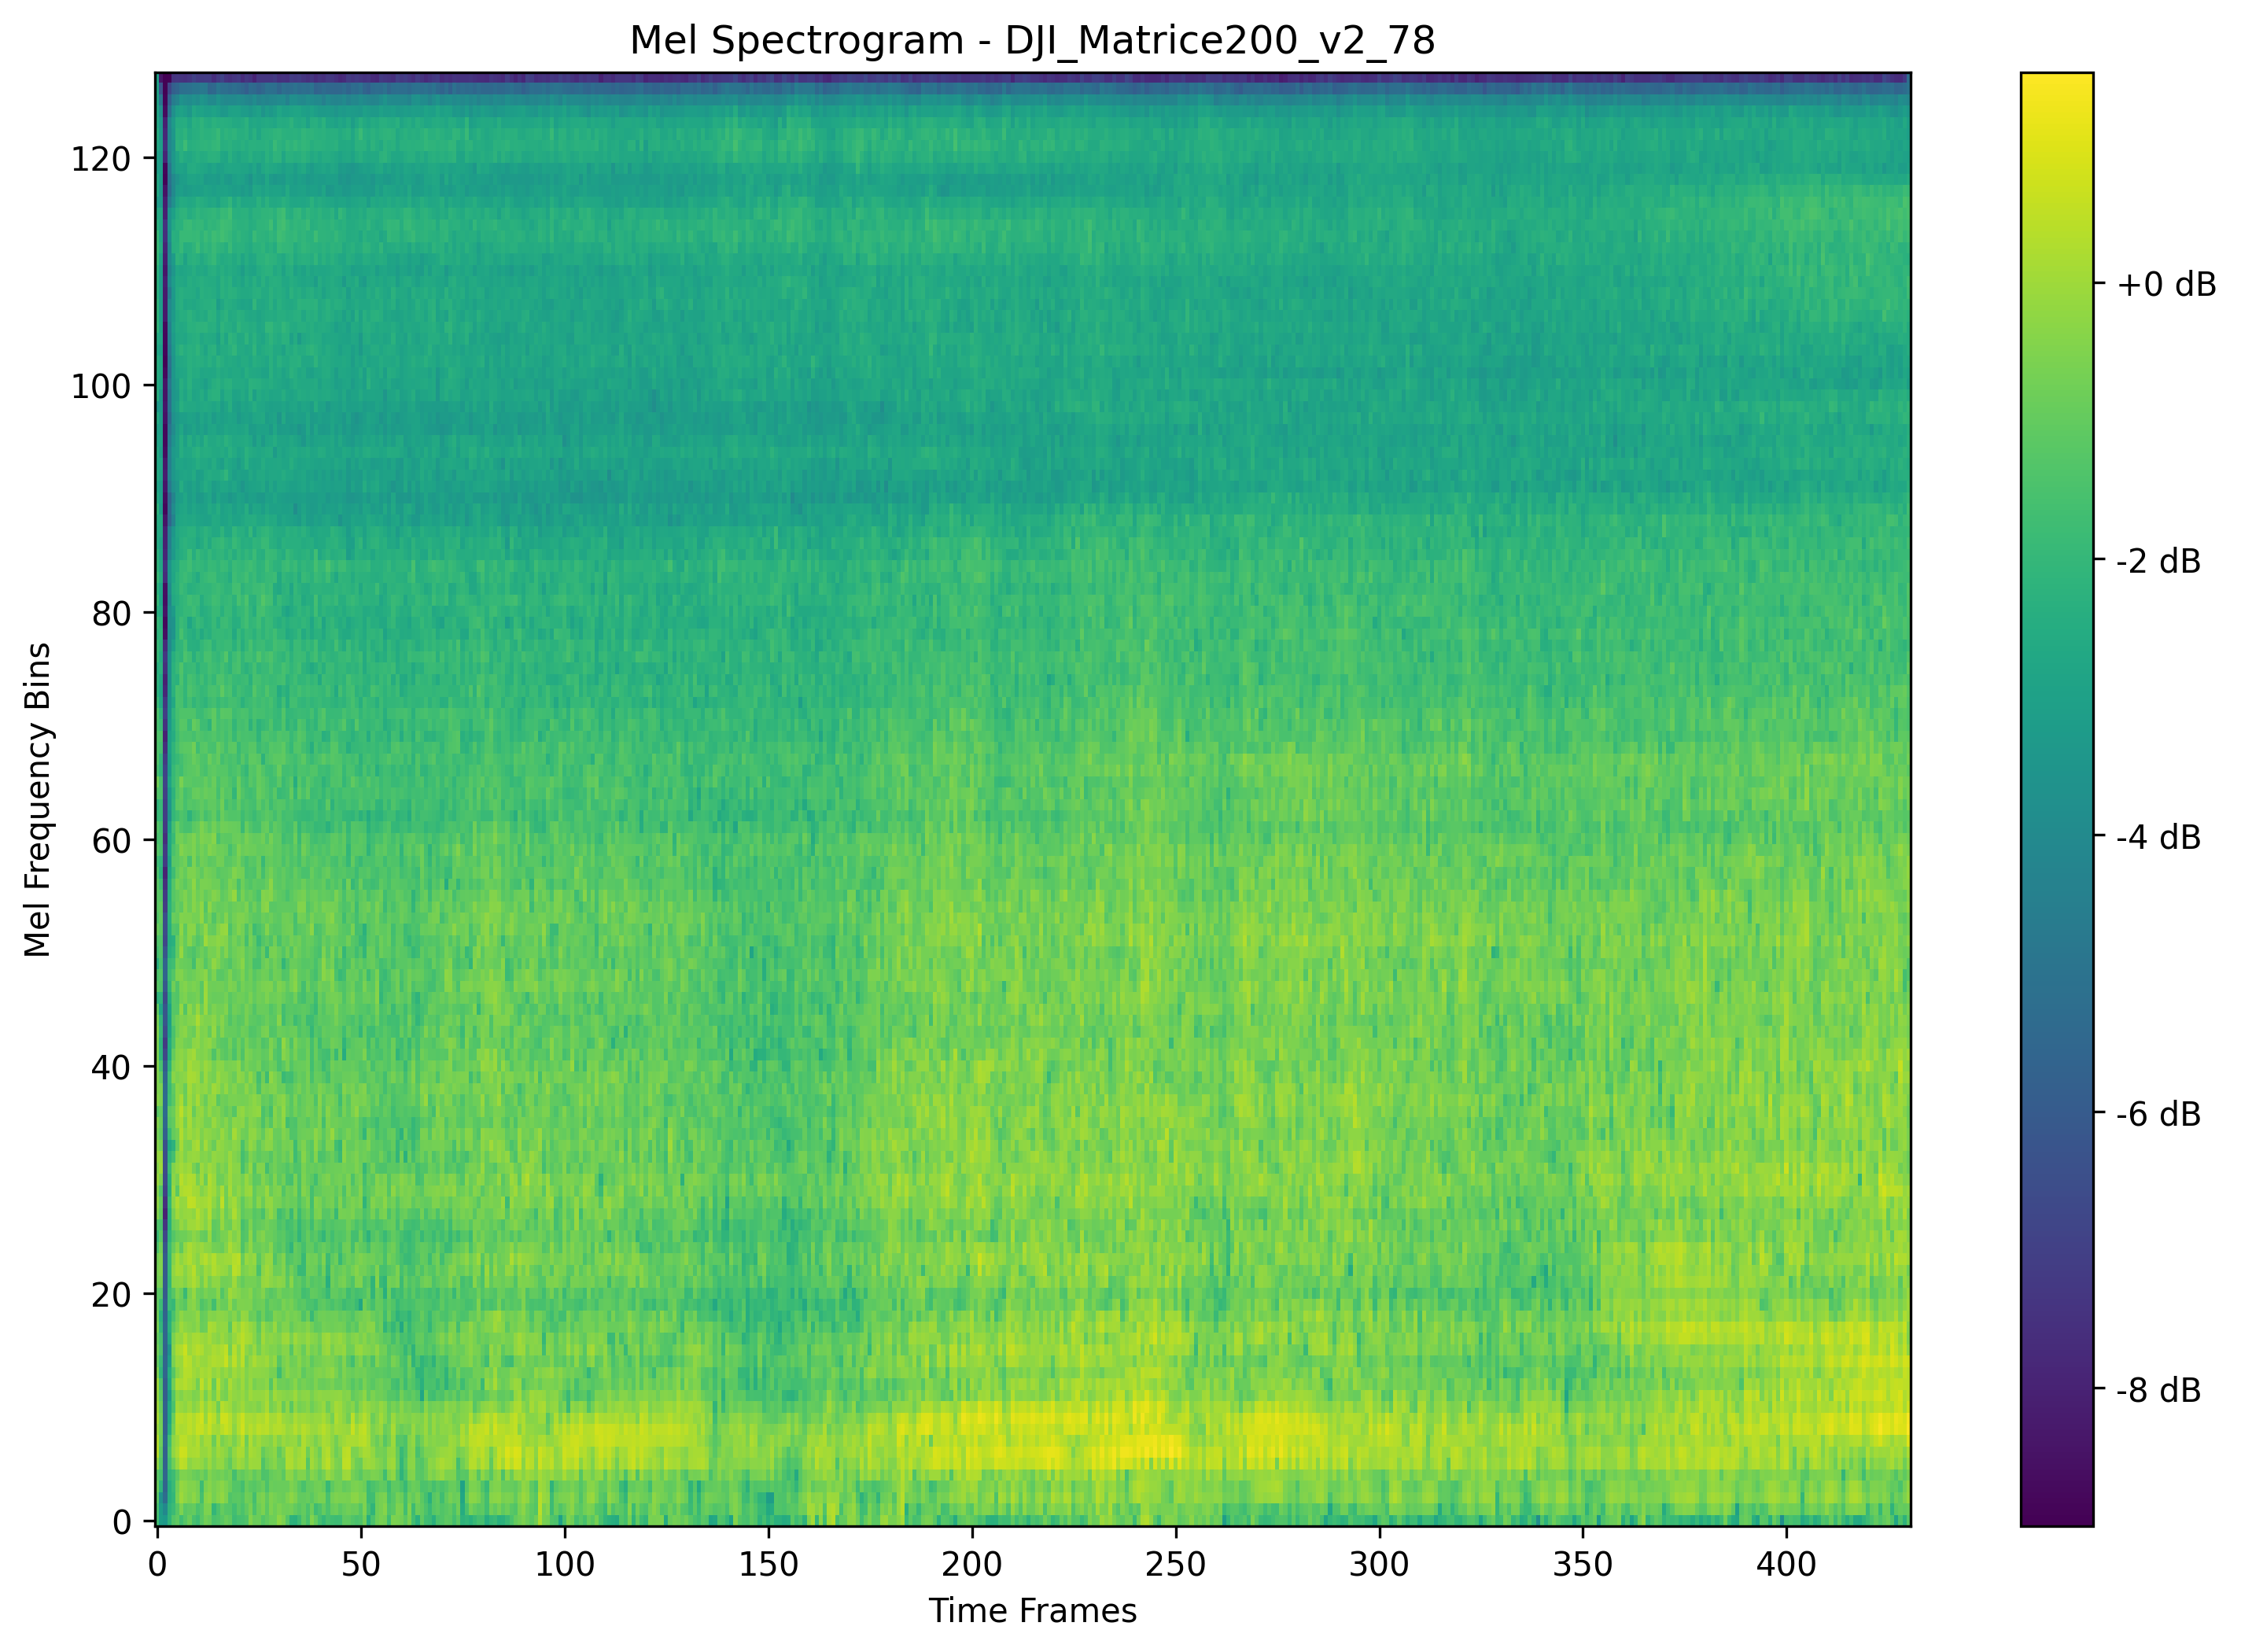 Mel Spectrogram - DJI_Matrice200_v2_78
120
100
80
60
40
20
0
Mel Frequency Bins
0 50 100 150 200 250 300 350 400
Time Frames
+0 dB
-2 dB
-4 dB
-6 dB
-8 dB